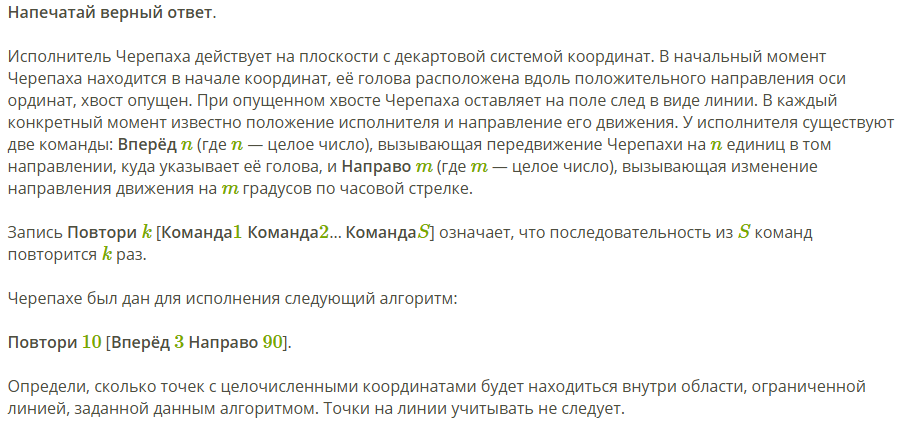 Напечатай верный ответ.
Исполнитель Черепаха действует на плоскости с декартовой системой координат. В начальный момент
Черепаха находится в начале координат, её голова расположена вдоль положительного направления оси
ординат, хвост опущен. При опущенном хвосте Черепаха оставляет на поле след в виде линии. В каждый
конкретный момент известно положение исполнителя и направление его движения. У исполнителя существуют
две команды: Вперёд n (где n — целое число), вызывающая передвижение Черепахи на n единиц в том
направлении, куда указывает её голова, и Направо m (где m — целое число), вызывающая изменение
направления движения на m градусов по часовой стрелке.
Запись Повтори k [Команда1 Команда2... КомандаS] означает, что последовательность из S команд
повторится k раз.
Черепахе был дан для исполнения следующий алгоритм:
Повтори 10 [Вперёд 3 Направо 90].
Определи, сколько точек с целочисленными координатами будет находиться внутри области, ограниченной
линией, заданной данным алгоритмом. Точки на линии учитывать не следует.